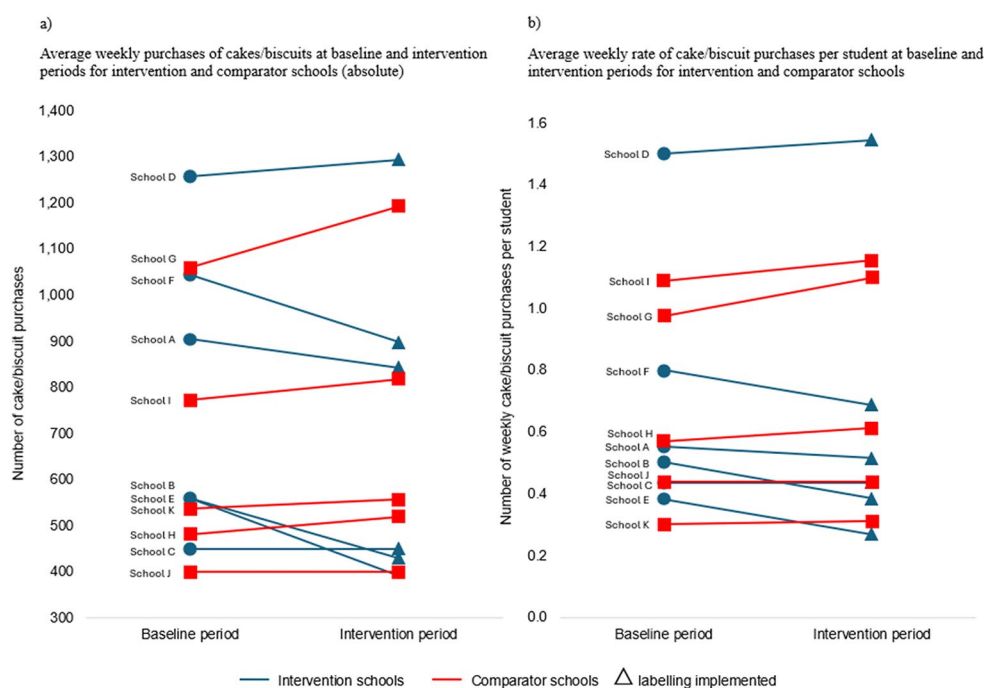 a)
Average weekly purchases of cakes/biscuits at baseline and intervention
periods for intervention and comparator schools (absolute)
Number of cake/biscuit purchases
1,400
1,300
1,200
1,100
1,000
900
800
700
600
500
400
300
School D
School G
School F
School A
School I
School B
School E
School K
School H
School C
School J
Baseline period
Intervention period
b)
Average weekly rate of cake/biscuit purchases per student at baseline and
intervention periods for intervention and comparator schools
Number of weekly cake/biscuit purchases per student
1.6
1.4
1.2
1.0
0.8
0.6
0.4
0.2
0.0
School D
School I
School G
School F
School H
School A
School B
School J
School C
School E
School K
Baseline period
Intervention period
Intervention schools
Comparator schools
labelling implemented